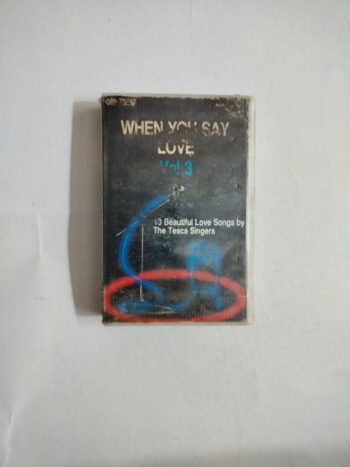 WHEN YOU SAY
LOVE
Vol.3
13 Beautiful Love Songs by
The Tesca Singers